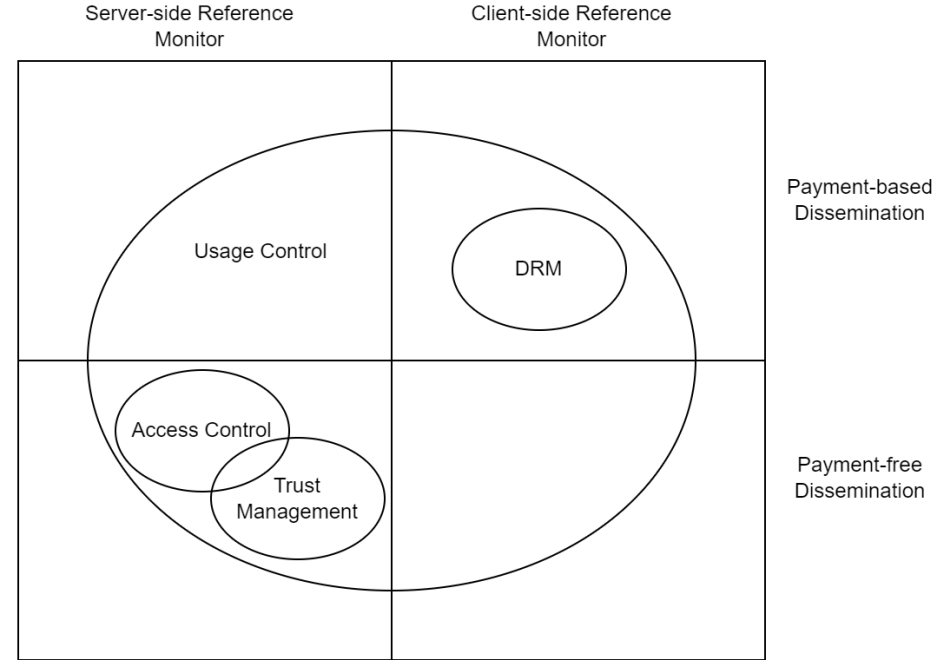 Server-side Reference
Monitor
Client-side Reference
Monitor
Payment-based
Dissemination
Usage Control
DRM
Access Control
Trust
Management
Payment-free
Dissemination